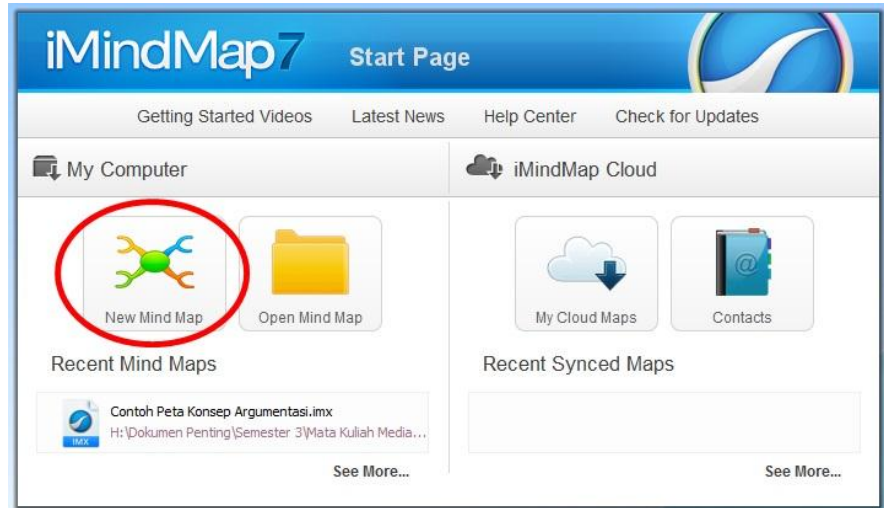 iMindMap7 Start Page
Getting Started Videos Latest News Help Center Check for Updates
My Computer
iMindMap Cloud
New Mind Map
Open Mind Map
My Cloud Maps
@
Contacts
Recent Mind Maps
Recent Synced Maps
IMX
Contoh Peta Konsep Argumentasi.imx
H:\Dokumen Penting\Semester 3\Mata Kuliah Media...
See More...
See More...